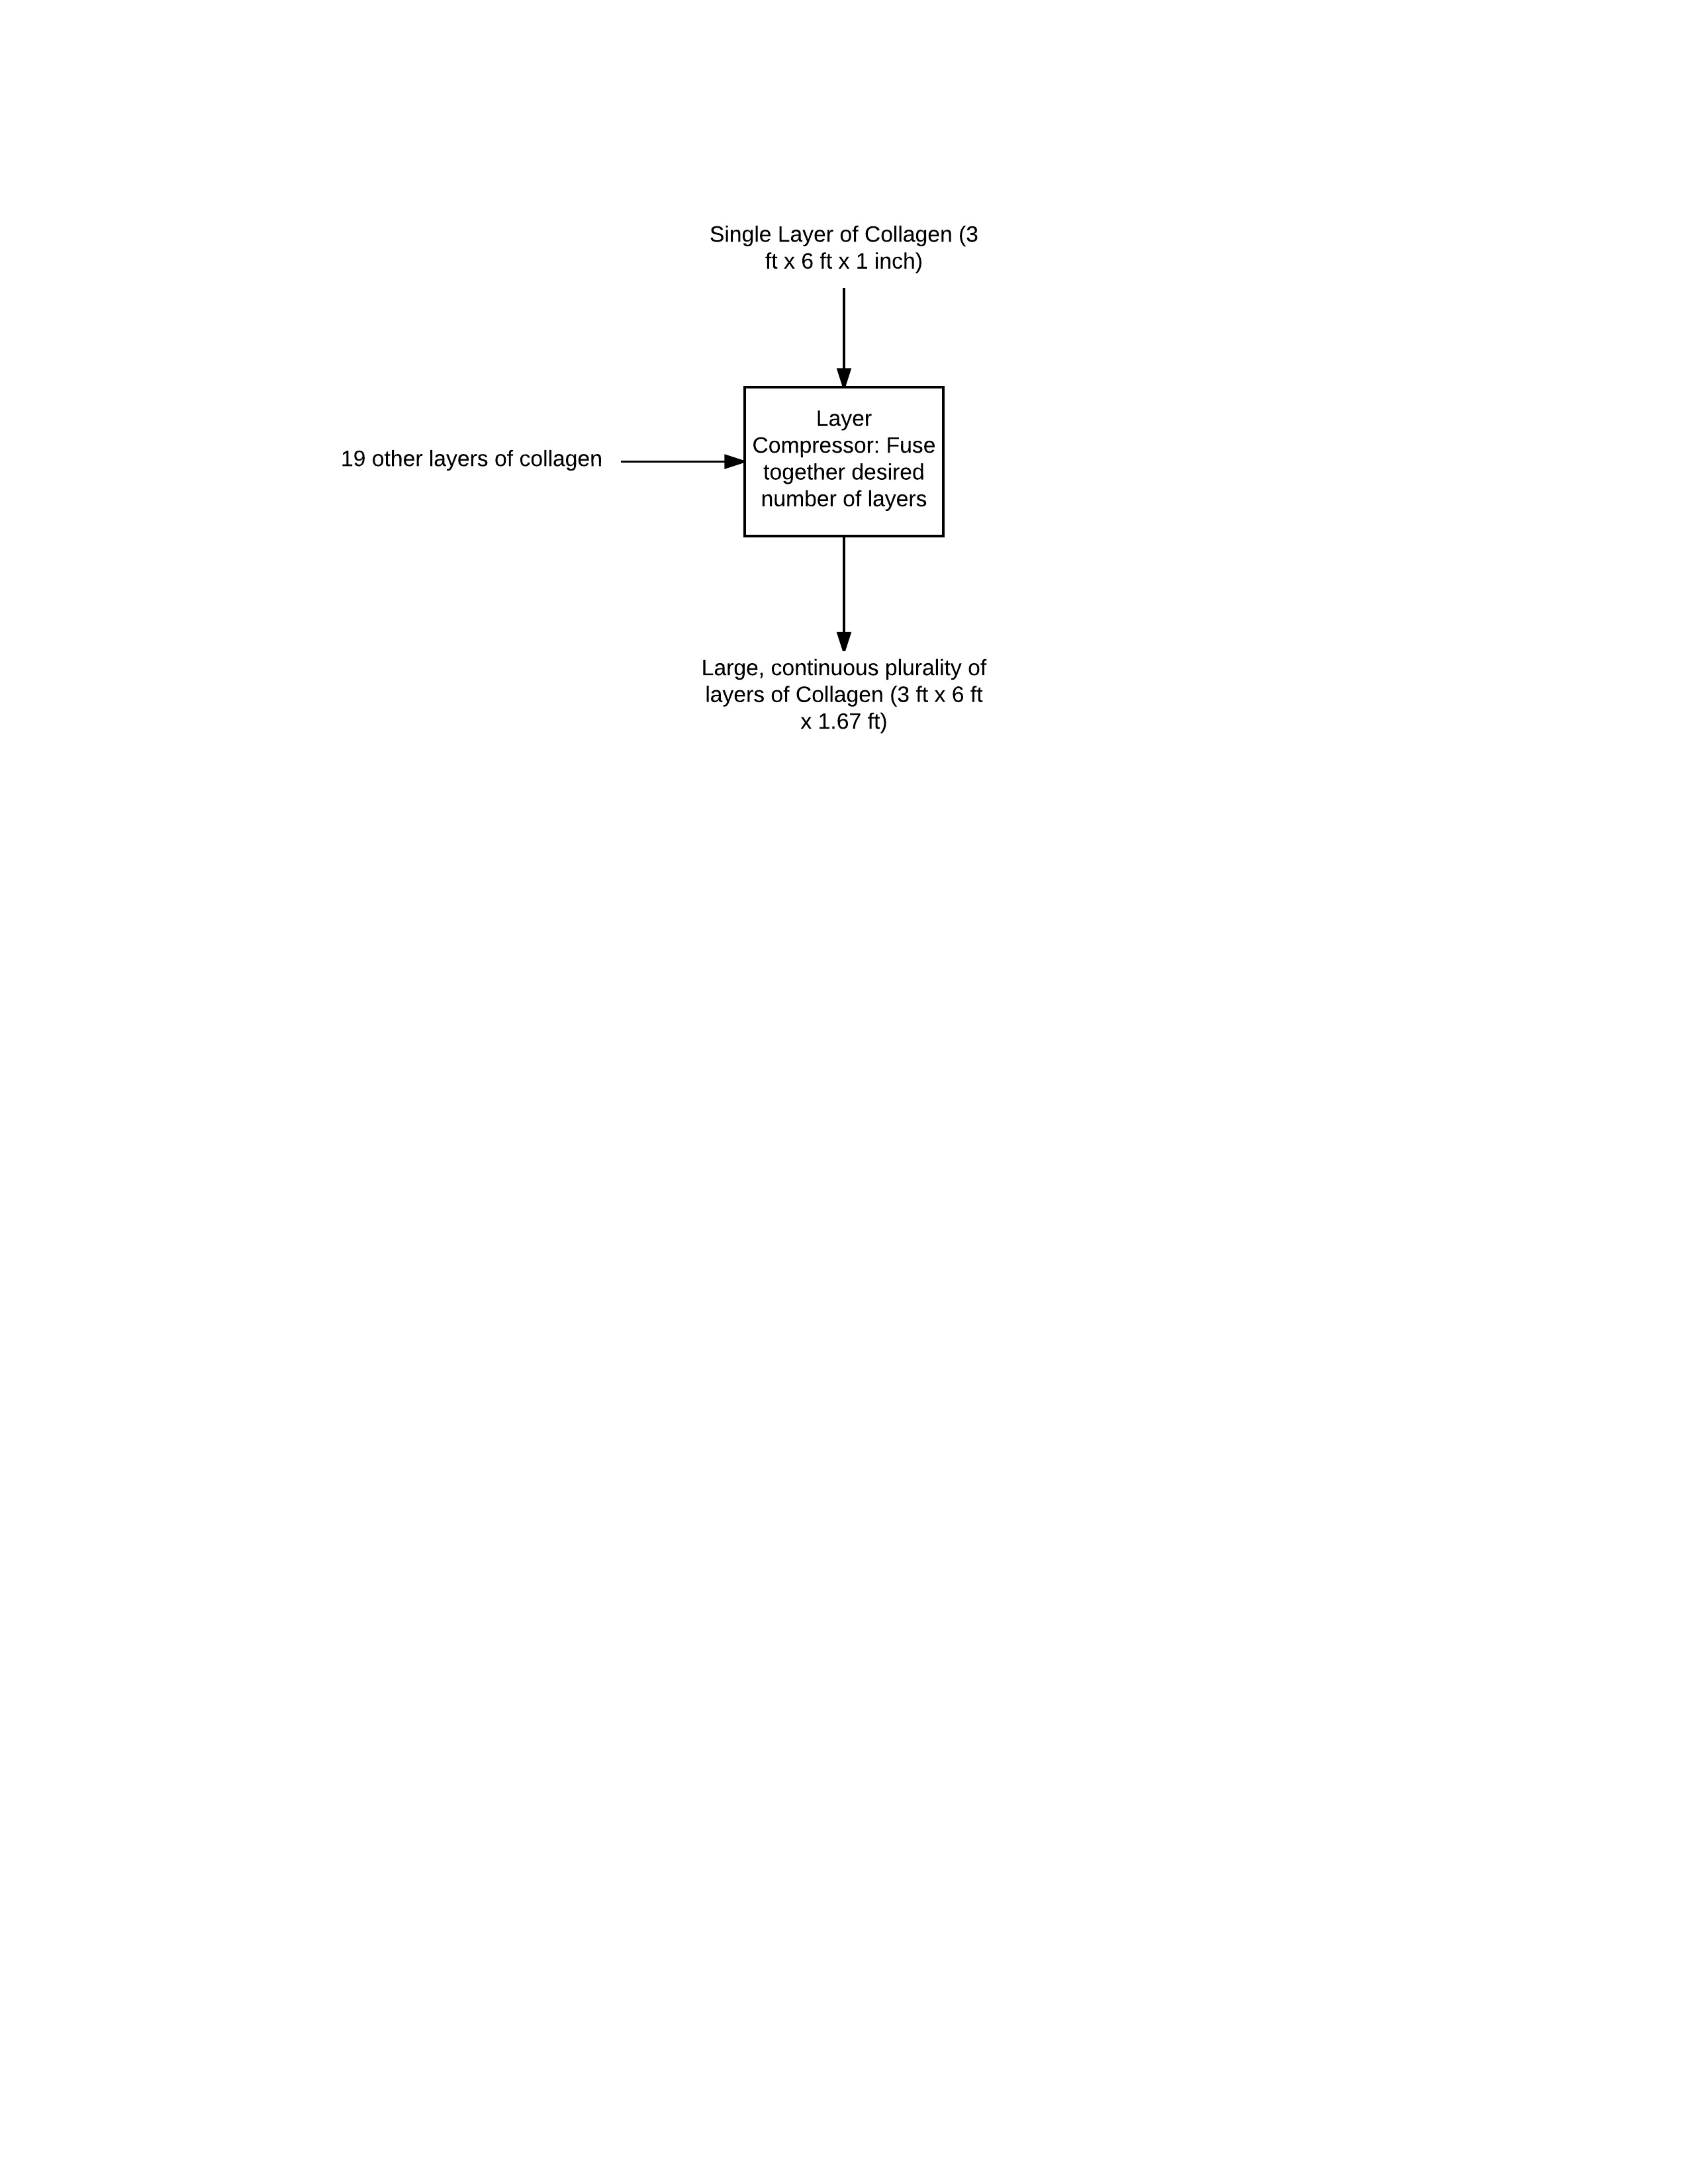 Single Layer of Collagen (3
ft x 6 ft x 1 inch)
19 other layers of collagen
Layer
Compressor: Fuse
together desired
number of layers
Large, continuous plurality of
layers of Collagen (3 ft x 6 ft
x 1.67 ft)